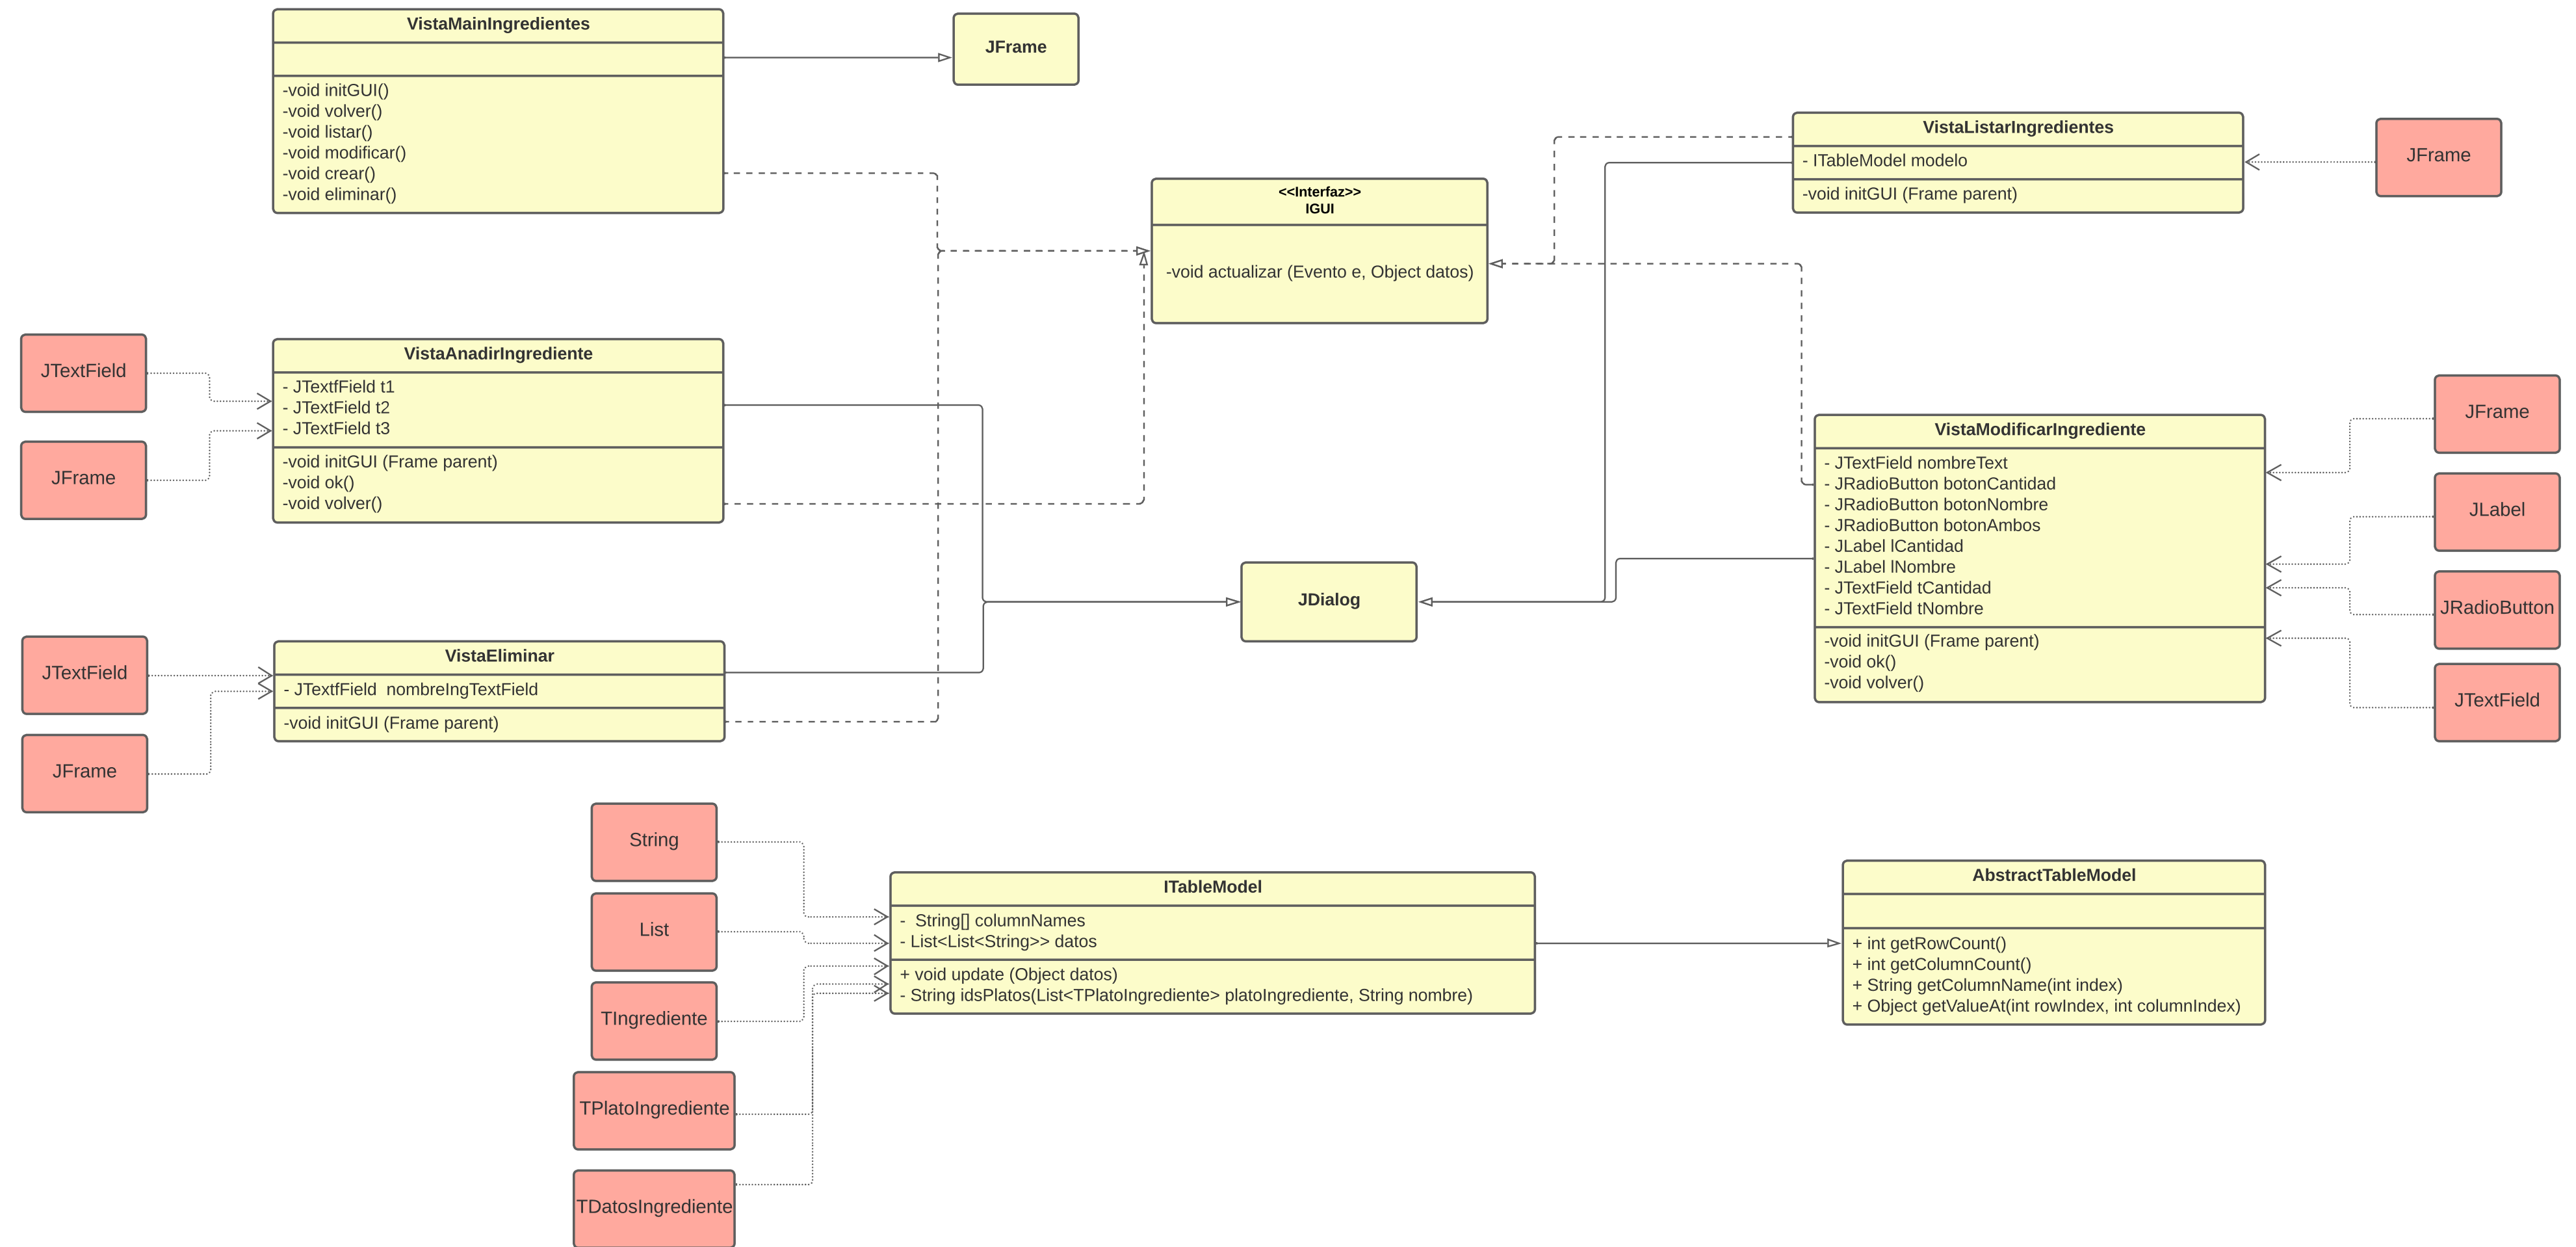 VistaMainIngredientes
-void initGUI()
-void volver()
-void listar()
-void modificar()
-void crear()
-void eliminar()
JFrame
<<Interfaz>>
IGUI
-void actualizar (Evento e, Object datos)
VistaListarIngredientes
- ITableModel modelo
-void initGUI (Frame parent)
JFrame
JTextField
JFrame
VistaAnadirIngrediente
- JTextfField t1
- JTextField t2
- JTextField t3
-void initGUI (Frame parent)
-void ok()
-void volver()
JDialog
VistaModificarIngrediente
- JTextField nombreText
- JRadioButton botonCantidad
- JRadioButton botonNombre
- JRadioButton botonAmbos
- JLabel lCantidad
- JLabel lNombre
- JTextField tCantidad
- JTextField tNombre
-void initGUI (Frame parent)
-void ok()
-void volver()
JFrame
JLabel
JRadioButton
JTextField
JTextField
JFrame
VistaEliminar
- JTextfField  nombreIngTextField
-void initGUI (Frame parent)
String
List
TIngrediente
TPlatoIngrediente
TDatosIngrediente
ITableModel
-  String[] columnNames
- List<List<String>> datos
+ void update (Object datos)
- String idsPlatos(List<TPlatoIngrediente> platoIngrediente, String nombre)
AbstractTableModel
+ int getRowCount()
+ int getColumnCount()
+ String getColumnName(int index)
+ Object getValueAt(int rowIndex, int columnIndex)